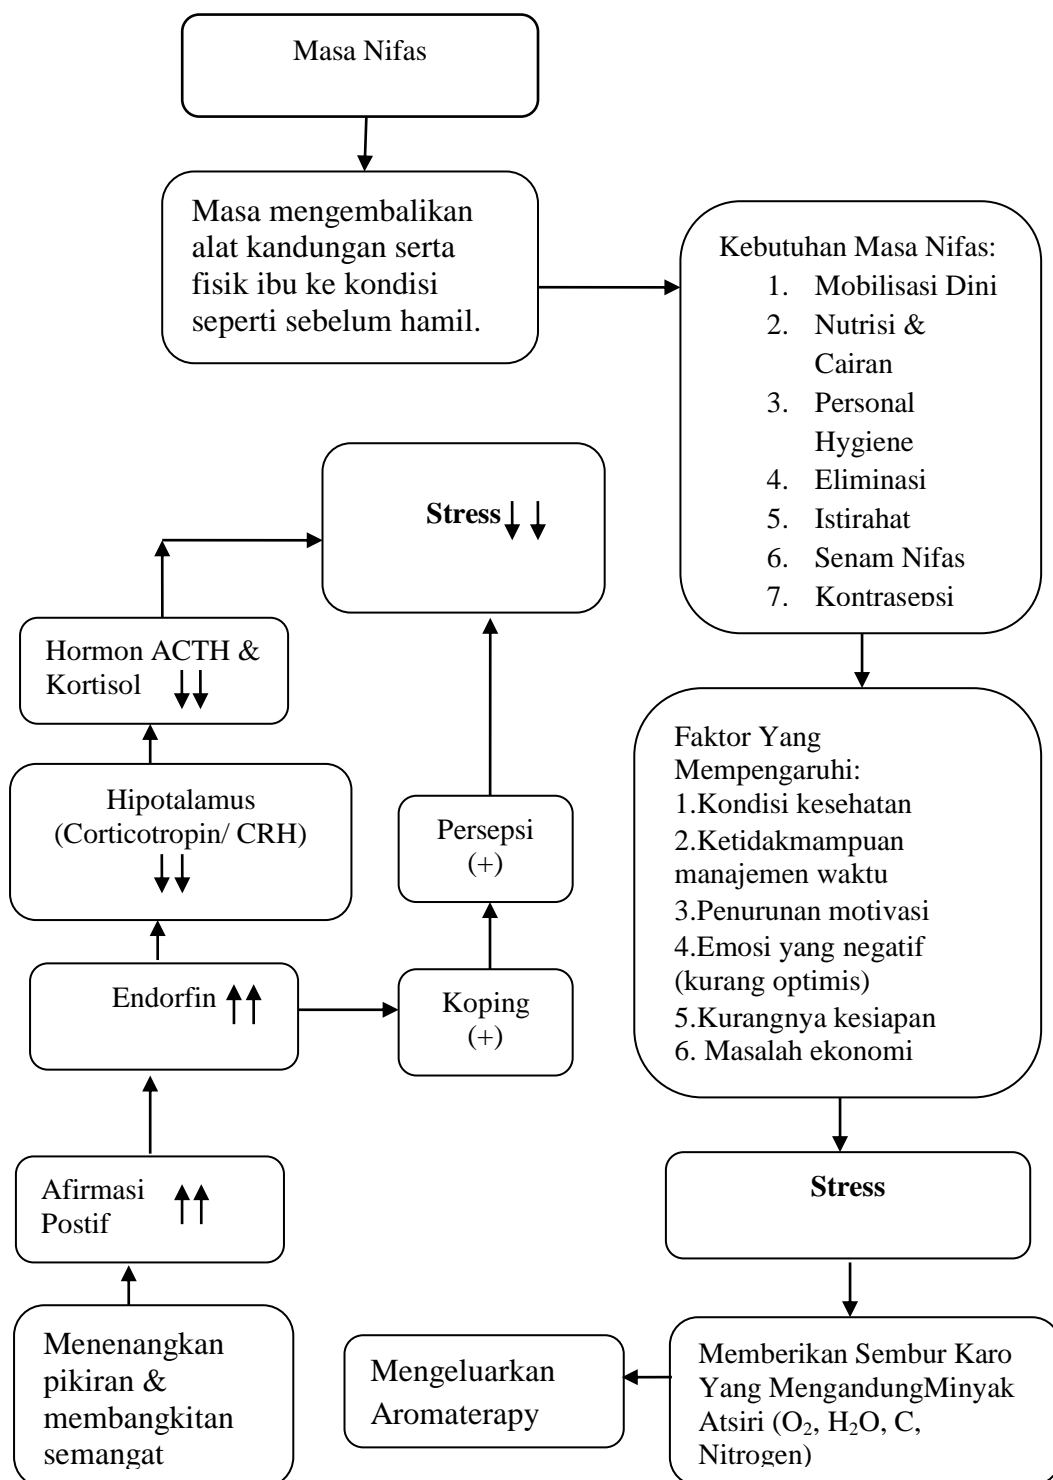 Masa Nifas
Masa mengembalikan
alat kandungan serta
fisik ibu ke kondisi
seperti sebelum hamil.
Kebutuhan Masa Nifas:
1. Mobilisasi Dini
2. Nutrisi &
Cairan
3. Personal
Hygiene
4. Eliminasi
5. Istirahat
6. Senam Nifas
7. Kontrasepsi
Stress
Hormon ACTH &
Kortisol
Hipotalamus
(Corticotropin/ CRH)
Persepsi
(+)
Endorfin
Koping
(+)
Faktor Yang
Mempengaruhi:
1.Kondisi kesehatan
2.Ketidakmampuan
manajemen waktu
3.Penurunan motivasi
4.Emosi yang negatif
(kurang optimis)
5.Kurangnya kesiapan
6. Masalah ekonomi
Afirmasi
Postif
Stress
Menenangkan
pikiran &
membangkitan
semangat
Mengeluarkan
Aromaterapy
Memberikan Sembur Karo
Yang MengandungMinyak
Atsiri (O₂, H₂O, C,
Nitrogen)